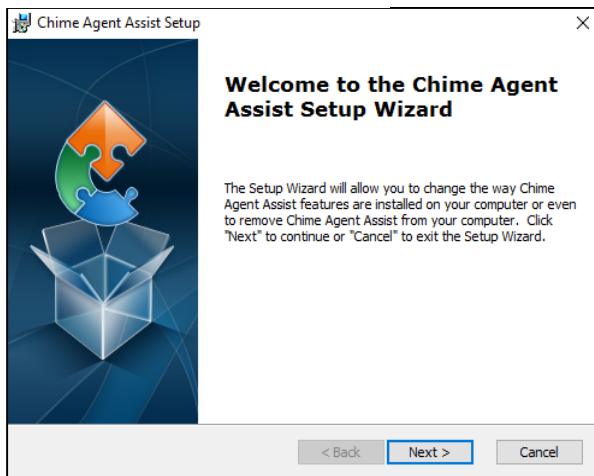 Chime Agent Assist Setup
Welcome to the Chime Agent
Assist Setup Wizard
The Setup Wizard will allow you to change the way Chime
Agent Assist features are installed on your computer or even
to remove Chime Agent Assist from your computer. Click
"Next" to continue or "Cancel" to exit the Setup Wizard.
< Back Next > Cancel